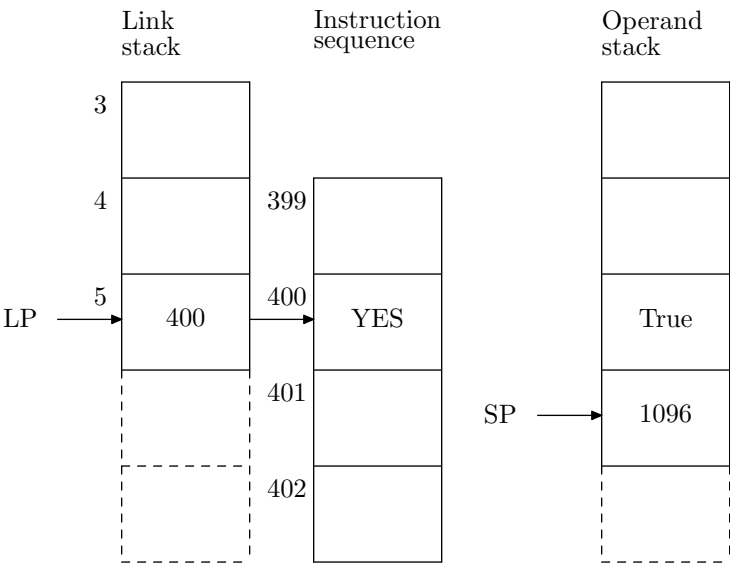 Link
stack
Instruction
sequence
Operand
stack
3
4
399
5
400
LP
400
YES
True
401
SP
1096
402